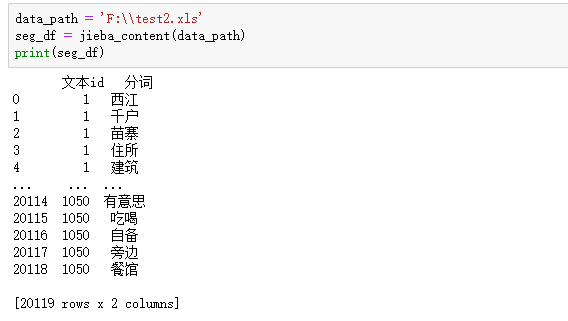 data_path = 'F:\\test2.xls'
seg_df = jieba_content(data_path)
print(seg_df)
文本id 分词
0 1 西江
1 1 千户
2 1 苗寨
3 1 住所
4 1 建筑
... ... ...
20114 1050 有意思
20115 1050 吃喝
20116 1050 自备
20117 1050 旁边
20118 1050 餐馆
[20119 rows x 2 columns]